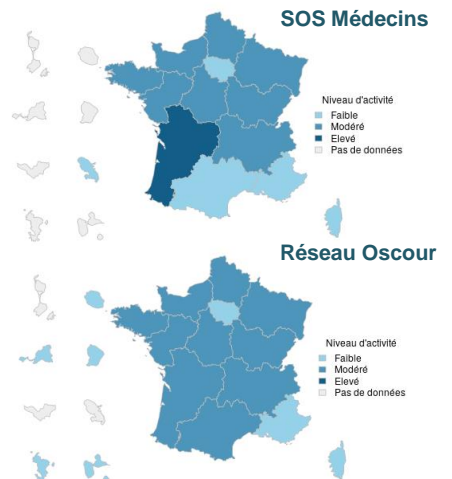 SOS Médecins
Niveau d'activité
Faible
Modéré
Elevé
Pas de données
Réseau Oscour
Niveau d'activité
Faible
Modéré
Elevé
Pas de données